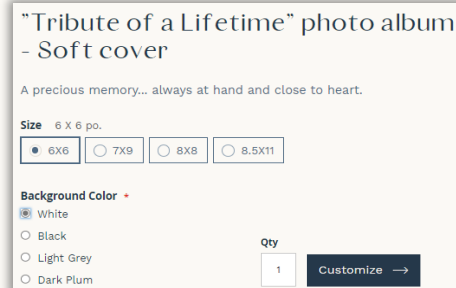 "Tribute of a Lifetime" photo album
- Soft cover
A precious memory... always at hand and close to heart.
Size 6 X 6 po.
6X6 7X9 8X8 8.5X11
Background Color *
White
Black
Light Grey
Dark Plum
Qty
1 Customize →